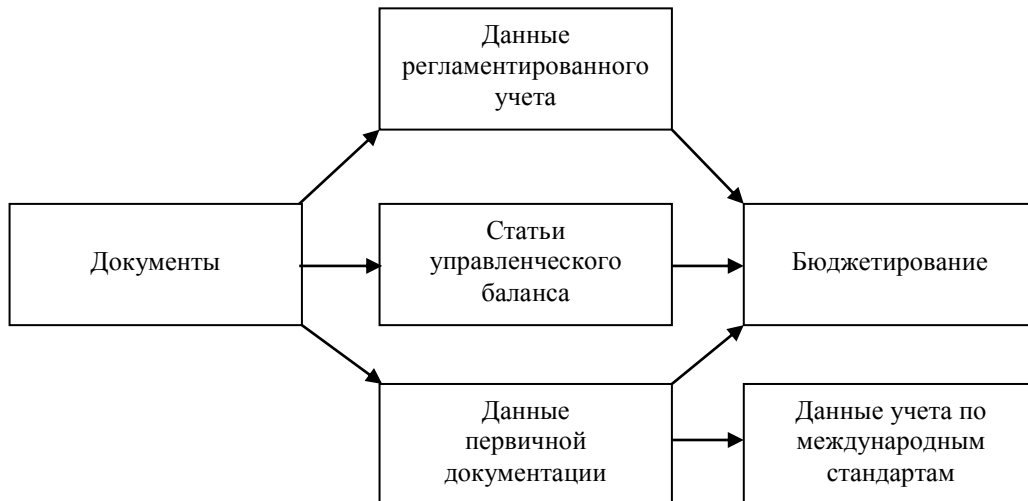 Данные
регламентированного
учета
Документы
Статьи
управленческого
баланса
Бюджетирование
Данные
первичной
документации
Данные учета по
международным
стандартам